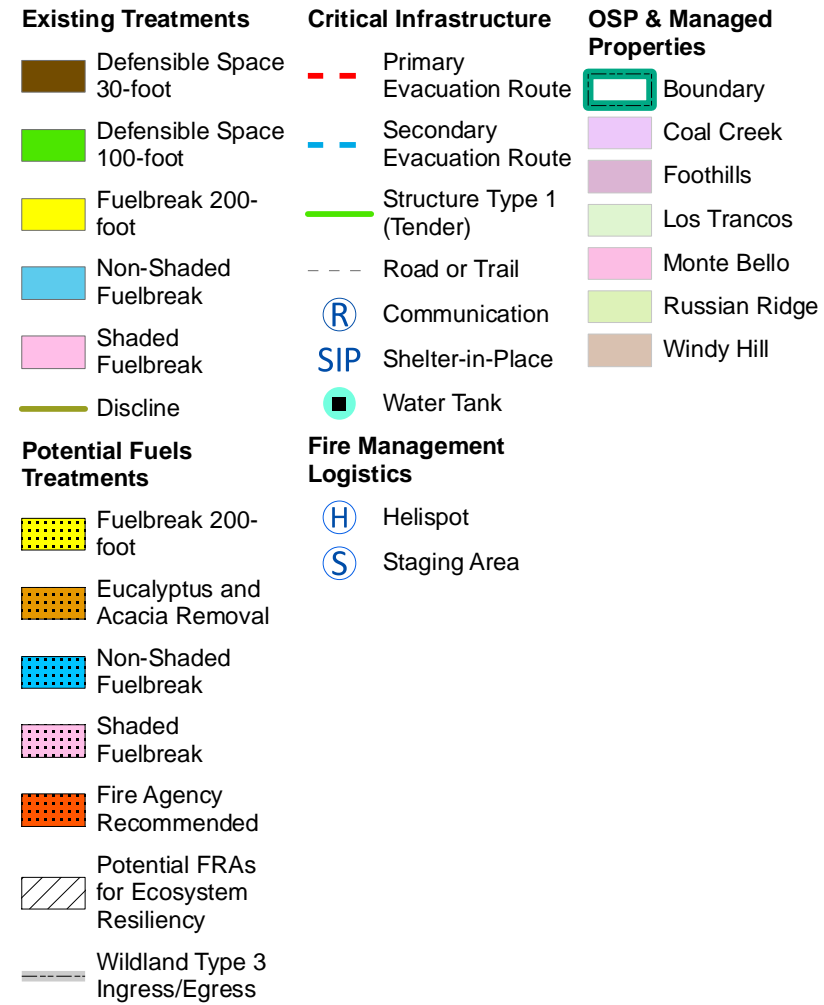 Existing Treatments
Defensible Space
30-foot
Defensible Space
100-foot
Fuelbreak 200-
foot
Non-Shaded
Fuelbreak
Shaded
Fuelbreak
Discline
Potential Fuels
Treatments
Fuelbreak 200-
foot
Eucalyptus and
Acacia Removal
Non-Shaded
Fuelbreak
Shaded
Fuelbreak
Fire Agency
Recommended
Potential FRAs
for Ecosystem
Resiliency
Wildland Type 3
Ingress/Egress
Critical Infrastructure
Primary
Evacuation Route
Secondary
Evacuation Route
Structure Type 1
(Tender)
Road or Trail
R Communication
SIP Shelter-in-Place
Water Tank
Fire Management
Logistics
H Helispot
S Staging Area
OSP & Managed
Properties
Boundary
Coal Creek
Foothills
Los Trancos
Monte Bello
Russian Ridge
Windy Hill